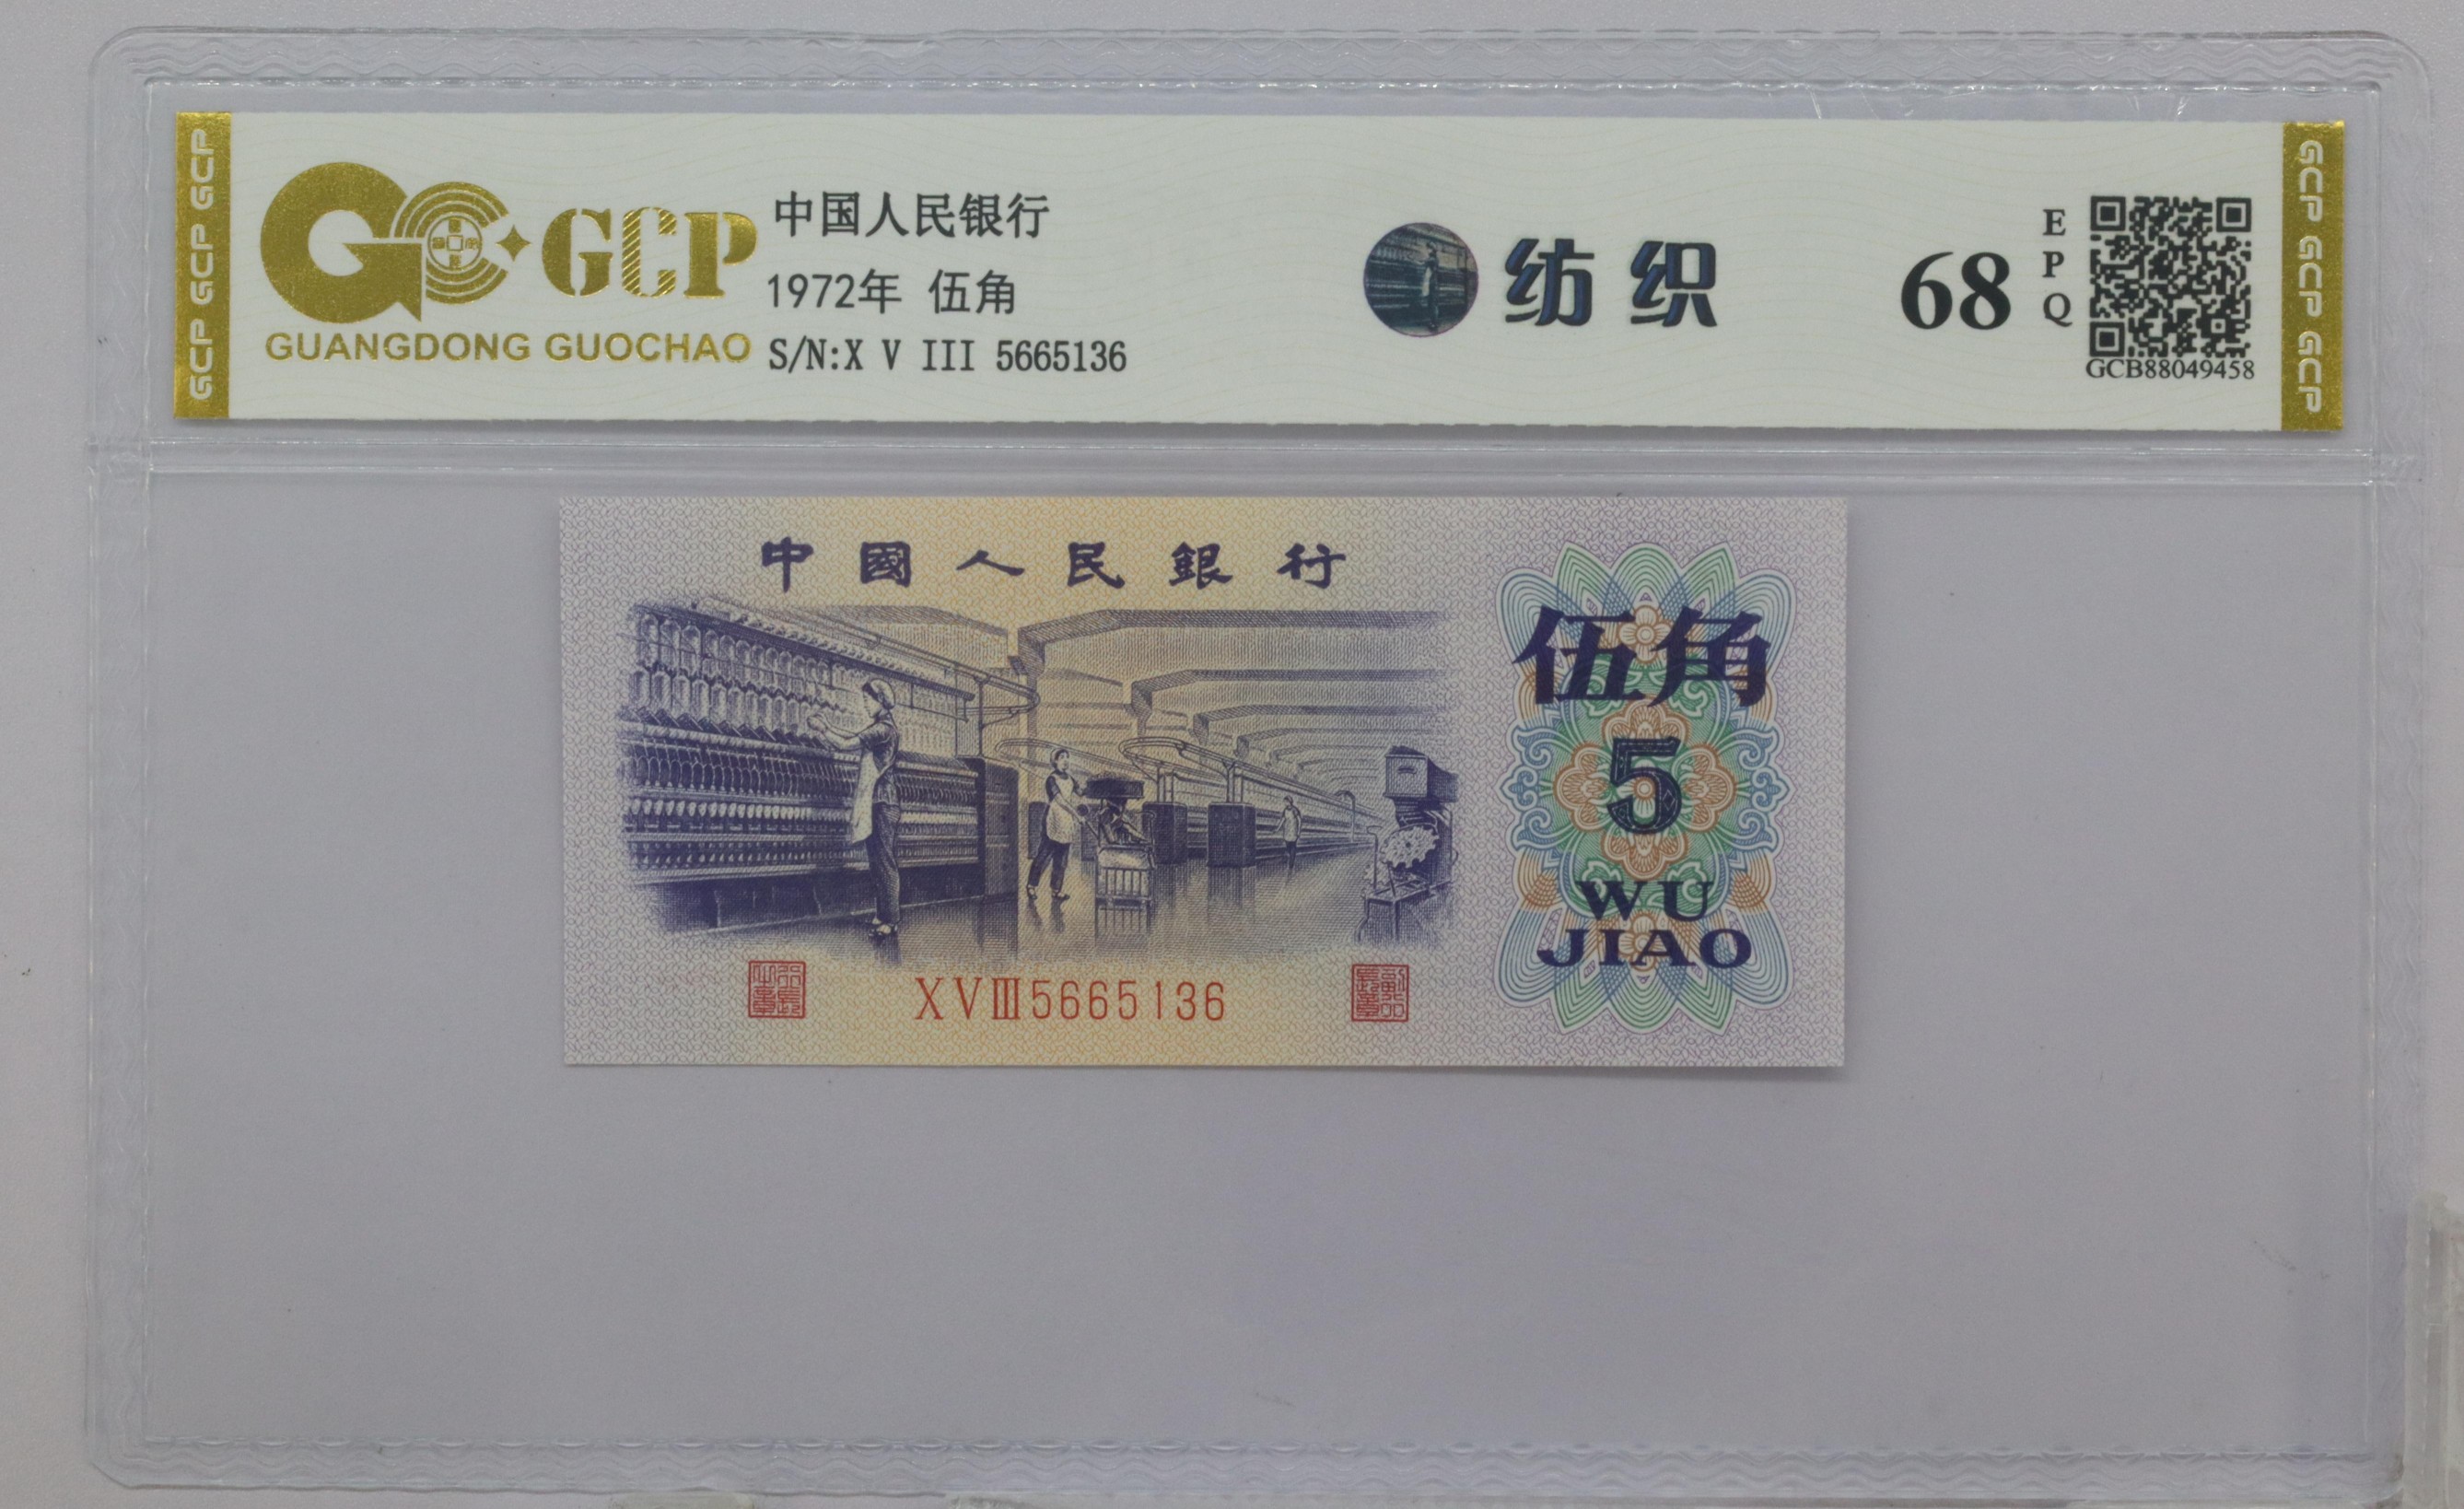 GCP GCP GCP
GCP
GUANGDONG GUOCHAO
中国人民银行
1972年 伍角
S/N:X V III 5665136
纺织
68
E
P
Q
GCB88049458
GCP GCP GCP
中國人民銀行
伍角
5
WU
JIAO
XVⅢ5665136